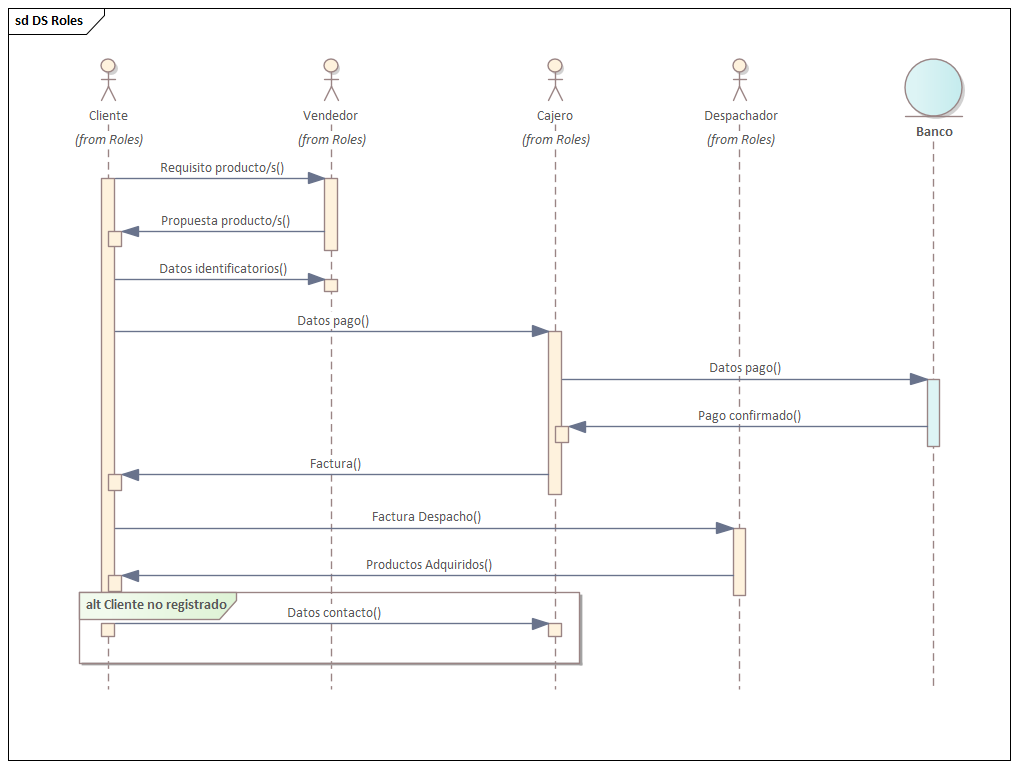 sd DS Roles
Cliente
(from Roles)
Vendedor
(from Roles)
Cajero
(from Roles)
Despachador
(from Roles)
Banco
Requisito producto/s()
Propuesta producto/s()
Datos identificatorios()
Datos pago()
Datos pago()
Pago confirmado()
Factura()
Factura Despacho()
Productos Adquiridos()
alt Cliente no registrado
Datos contacto()